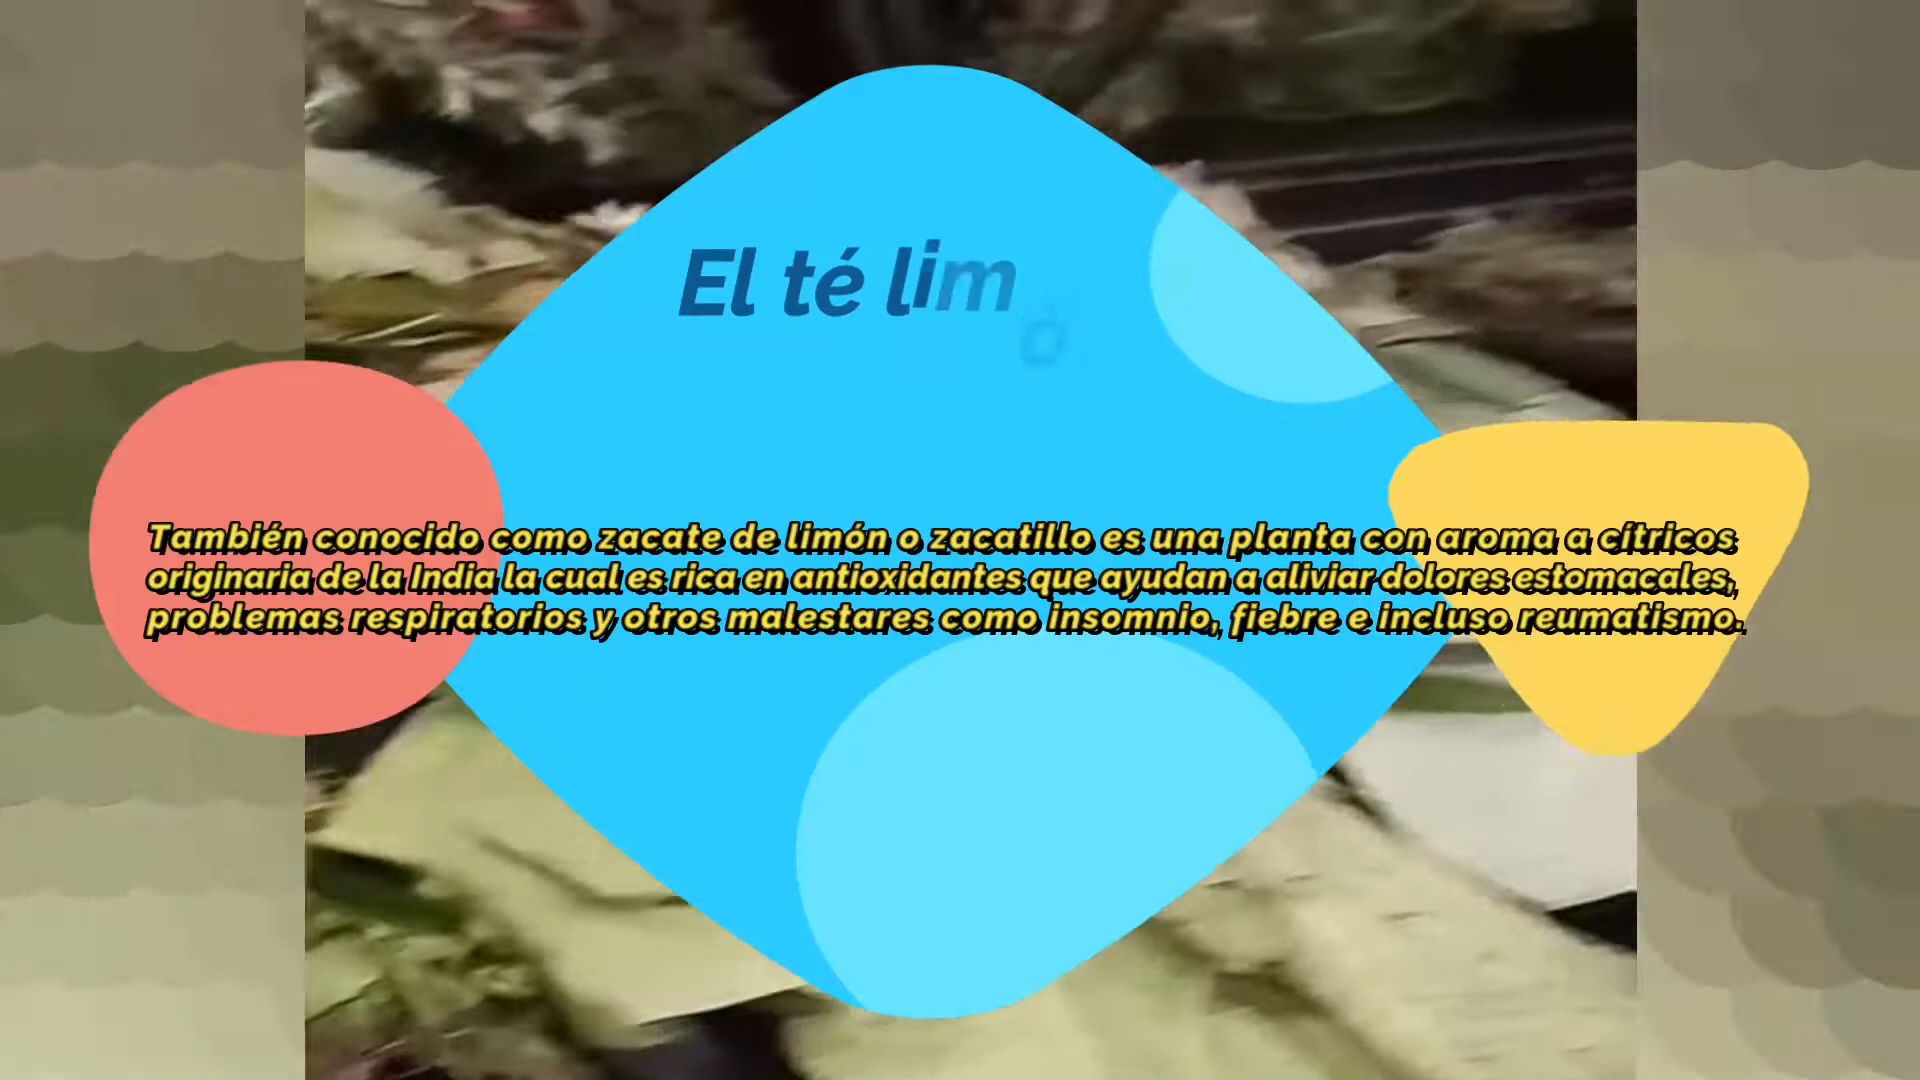 El té lim
También conocido como zacate de limón o zacatillo es una planta con aroma a cítricos
originaria de la India la cual es rica en antioxidantes que ayudan a aliviar dolores estomacales,
problemas respiratorios y otros malestares como insomnio, fiebre e incluso reumatismo.